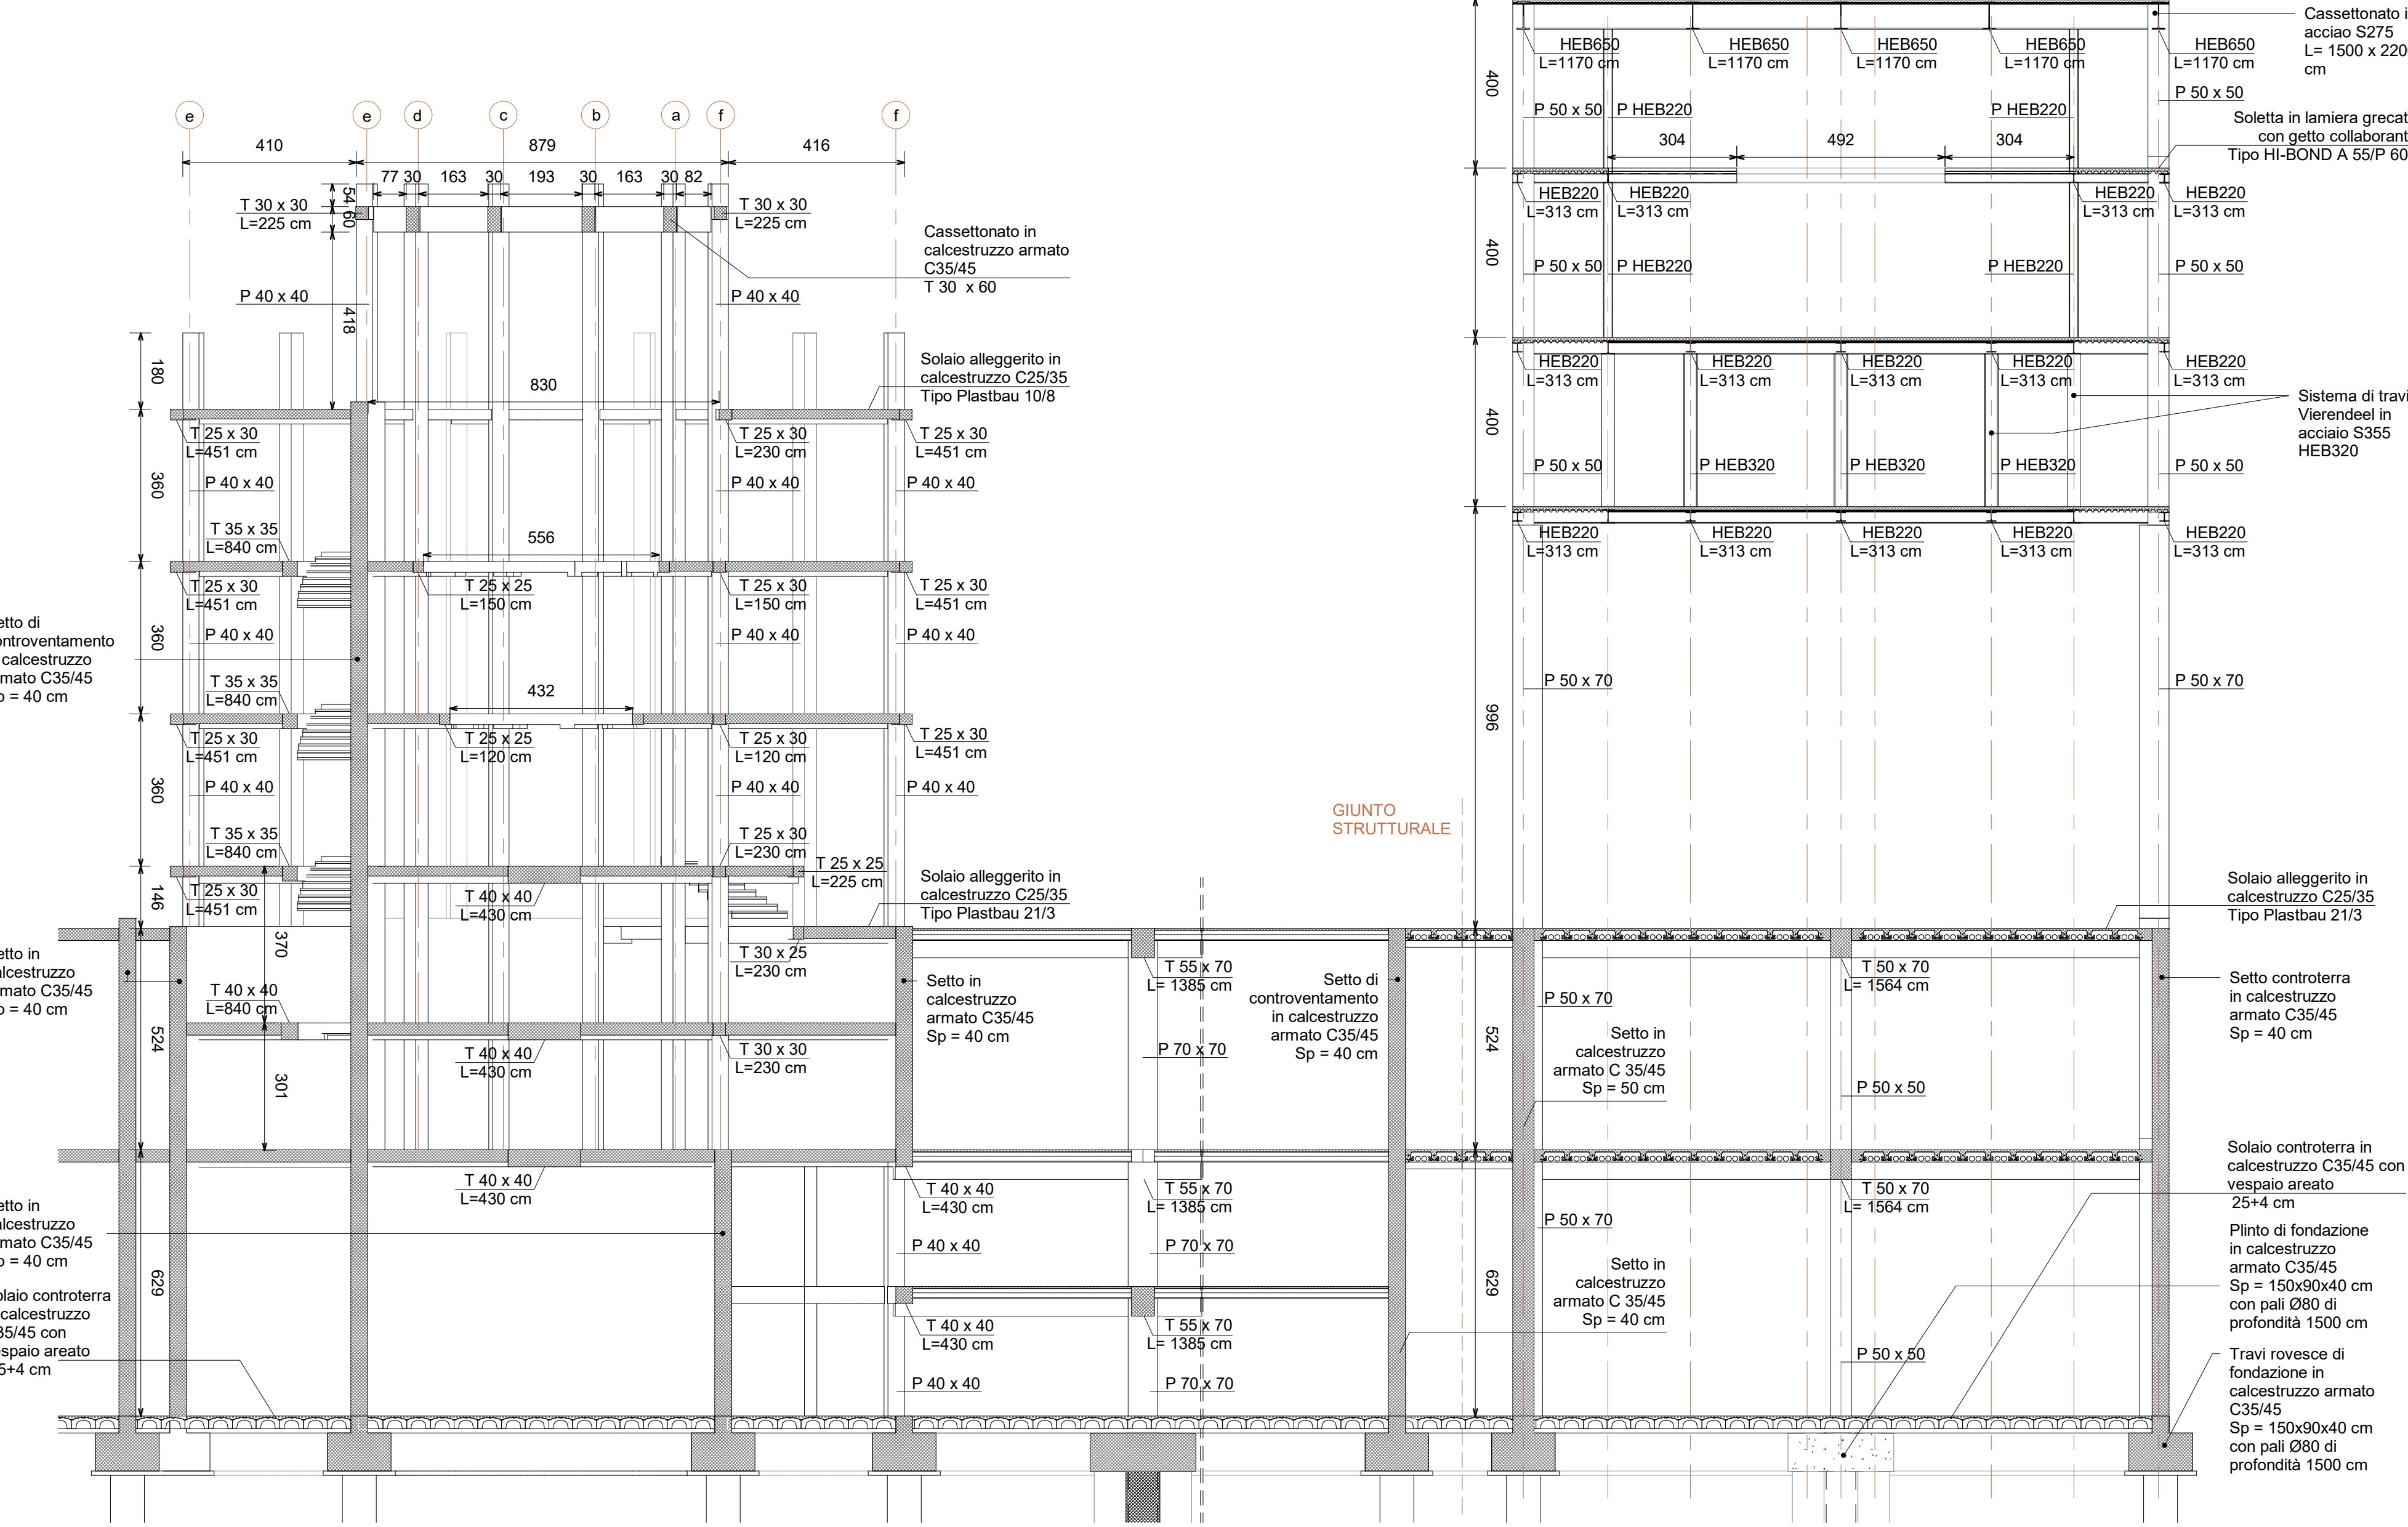 e
e
d
c
b
a
f
f
410
879
416
77
30
163
30
193
30
163
30
82
54
60
418
T 30 x 30
L=225 cm
T 30 x 30
L=225 cm
Cassettonato in
calcestruzzo armato
C35/45
T 30 x 60
P 40 x 40
P 40 x 40
180
830
Solaio alleggerito in
calcestruzzo C25/35
Tipo Plastbau 10/8
T 25 x 30
L=451 cm
T 25 x 30
L=230 cm
T 25 x 30
L=451 cm
360
P 40 x 40
P 40 x 40
P 40 x 40
T 35 x 35
L=840 cm
556
T 25 x 30
L=451 cm
T 25 x 25
L=150 cm
T 25 x 30
L=150 cm
T 25 x 30
L=451 cm
360
P 40 x 40
P 40 x 40
P 40 x 40
etto di
ontroventamento
calcestruzzo
mato C35/45
p = 40 cm
T 35 x 35
L=840 cm
432
T 25 x 30
L=451 cm
T 25 x 25
L=120 cm
T 25 x 30
L=120 cm
T 25 x 30
L=451 cm
360
P 40 x 40
P 40 x 40
P 40 x 40
T 35 x 35
L=840 cm
T 25 x 30
L=230 cm
T 25 x 25
L=225 cm
146
T 25 x 30
L=451 cm
T 40 x 40
L=430 cm
Solaio alleggerito in
calcestruzzo C25/35
Tipo Plastbau 21/3
etto in
alcestruzzo
mato C35/45
p = 40 cm
370
T 30 x 25
L=230 cm
T 40 x 40
L=840 cm
524
301
T 40 x 40
L=430 cm
T 30 x 30
L=230 cm
Setto in
calcestruzzo
armato C35/45
Sp = 40 cm
T 55 x 70
L= 1385 cm
P 70 x 70
Setto di
controventamento
in calcestruzzo
armato C35/45
Sp = 40 cm
T 40 x 40
L=430 cm
T 40 x 40
L=430 cm
T 55 x 70
L= 1385 cm
etto in
alcestruzzo
mato C35/45
p = 40 cm
629
P 40 x 40
P 70 x 70
olaio controterra
calcestruzzo
35/45 con
espaio areato
5+4 cm
T 40 x 40
L=430 cm
T 55 x 70
L= 1385 cm
P 40 x 40
P 70 x 70
GIUNTO
STRUTTURALE
400
HEB650
L=1170 cm
HEB650
L=1170 cm
HEB650
L=1170 cm
HEB650
L=1170 cm
HEB650
L=1170 cm
Cassettonato i
acciao S275
L= 1500 x 220
cm
P 50 x 50
P HEB220
P HEB220
P 50 x 50
Soletta in lamiera grecat
con getto collaborant
Tipo HI-BOND A 55/P 60
304
492
304
HEB220
L=313 cm
HEB220
L=313 cm
HEB220
L=313 cm
HEB220
L=313 cm
400
P 50 x 50
P HEB220
P HEB220
P 50 x 50
HEB220
L=313 cm
HEB220
L=313 cm
HEB220
L=313 cm
HEB220
L=313 cm
HEB220
L=313 cm
400
Sistema di travi
Vierendeel in
acciaio S355
HEB320
P 50 x 50
P HEB320
P HEB320
P HEB320
P 50 x 50
HEB220
L=313 cm
HEB220
L=313 cm
HEB220
L=313 cm
HEB220
L=313 cm
HEB220
L=313 cm
996
P 50 x 70
P 50 x 70
Solaio alleggerito in
calcestruzzo C25/35
Tipo Plastbau 21/3
524
P 50 x 70
T 50 x 70
L= 1564 cm
Setto controterra
in calcestruzzo
armato C35/45
Sp = 40 cm
Setto in
calcestruzzo
armato C 35/45
Sp = 50 cm
P 50 x 50
Solaio controterra in
calcestruzzo C35/45 con
vespaio areato
25+4 cm
T 50 x 70
L= 1564 cm
P 50 x 70
629
Setto in
calcestruzzo
armato C 35/45
Sp = 40 cm
P 50 x 50
Plinto di fondazione
in calcestruzzo
armato C35/45
Sp = 150x90x40 cm
con pali Ø80 di
profondità 1500 cm
Travi rovesce di
fondazione in
calcestruzzo armato
C35/45
Sp = 150x90x40 cm
con pali Ø80 di
profondità 1500 cm